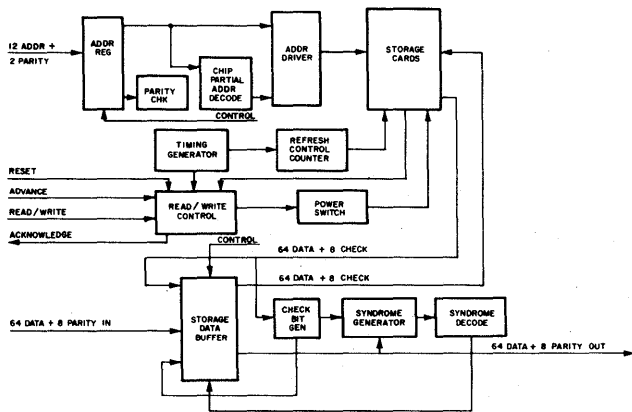 12 ADDR +
2 PARITY
ADDR
REG
PARITY
CHK
CHIP
PARTIAL
ADDR
DECODE
CONTROL
ADDR
DRIVER
STORAGE
CARDS
TIMING
GENERATOR
REFRESH
CONTROL
COUNTER
RESET
ADVANCE
READ/WRITE
ACKNOWLEDGE
READ/WRITE
CONTROL
POWER
SWITCH
CONTROL
64 DATA + 8 CHECK
64 DATA + 8 CHECK
64 DATA + 8 PARITY IN
STORAGE
DATA
BUFFER
CHECK
BIT
GEN
SYNDROME
GENERATOR
SYNDROME
DECODE
64 DATA + 8 PARITY OUT